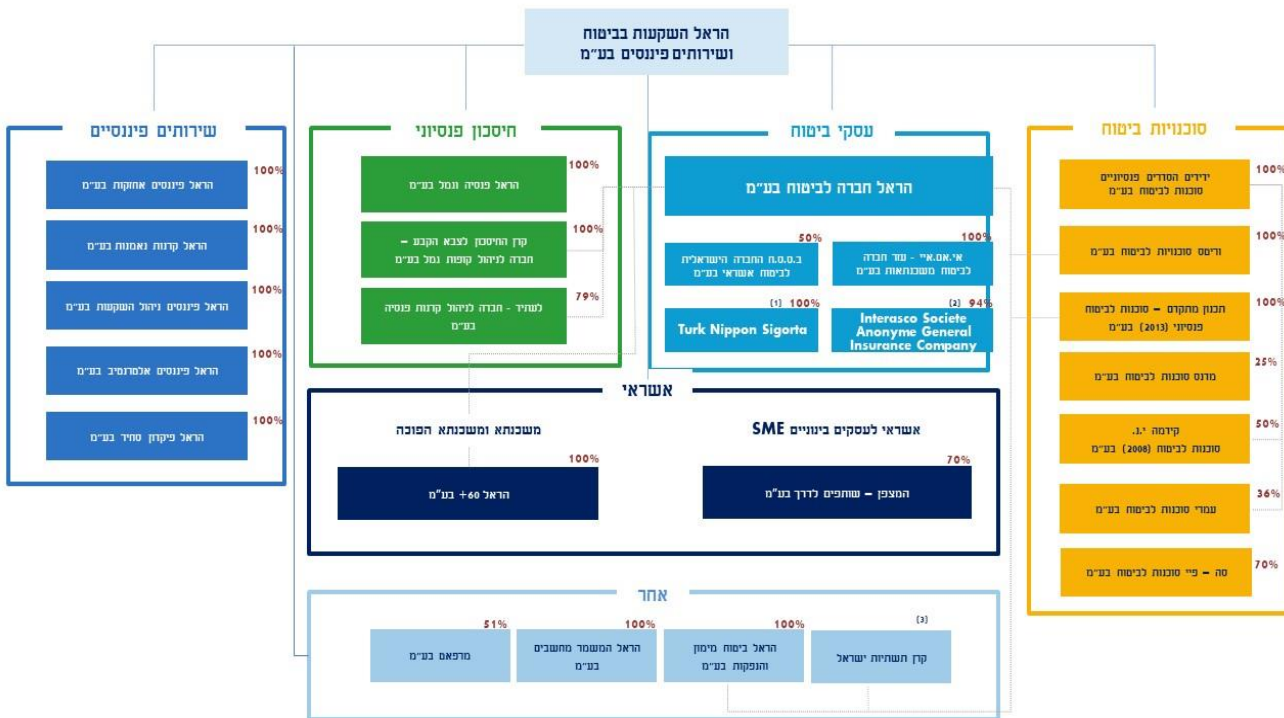 הראל השקעות בביטוח
ושירותים פיננסים בע״מ
סוכנויות ביטוח
100%
ידידים הסדרים פנסיוניים
סוכנות לביטוח בע״מ
100%
וריטס סוכנויות לביטוח בע״מ
100%
תכנון מתקדם – סוכנות לביטוח
פנסיוני (2013) בע״מ
25%
מדנס סוכנות לביטוח בע״מ
50%
קידמה י.נ.
סוכנות לביטוח (2008) בע״מ
36%
עמרי סוכנות לביטוח בע״מ
70%
סה – פיי סוכנות לביטוח בע״מ
עסקי ביטוח
הראל חברה לביטוח בע״מ
100%
אי.אם.איי - עזר חברה
לביטוח משכנתאות בע״מ
50%
ב.ס.ס.ח החברה הישראלית
לביטוח אשראי בע״מ
(2) 94%
Interasco Societe
Anonyme General
Insurance Company
(1) 100%
Turk Nippon Sigorta
חיסכון פנסיוני
100%
הראל פנסיה וגמל בע״מ
100%
קרן החיסכון לצבא הקבע –
חברה לניהול קופות גמל בע״מ
79%
לעתיד - חברה לניהול קרנות פנסיה
בע״מ
שירותים פיננסיים
100%
הראל פיננסים אחזקות בע״מ
100%
הראל קרנות נאמנות בע״מ
100%
הראל פיננסים ניהול השקעות בע״מ
100%
הראל פיננסים אלטרנטיב בע״מ
100%
הראל פיקדון סחיר בע״מ
אשראי
אשראי לעסקים בינוניים SME
70%
המצפן – שותפים לדרך בע"מ
משכנתא ומשכנתא הפוכה
100%
הראל 60+ בע"מ
אחר
(3)
קרן תשתיות ישראל
100%
הראל ביטוח מימון
והנפקות בע״מ
100%
הראל המשמר מחשבים
בע״מ
51%
מרפאם בע״מ